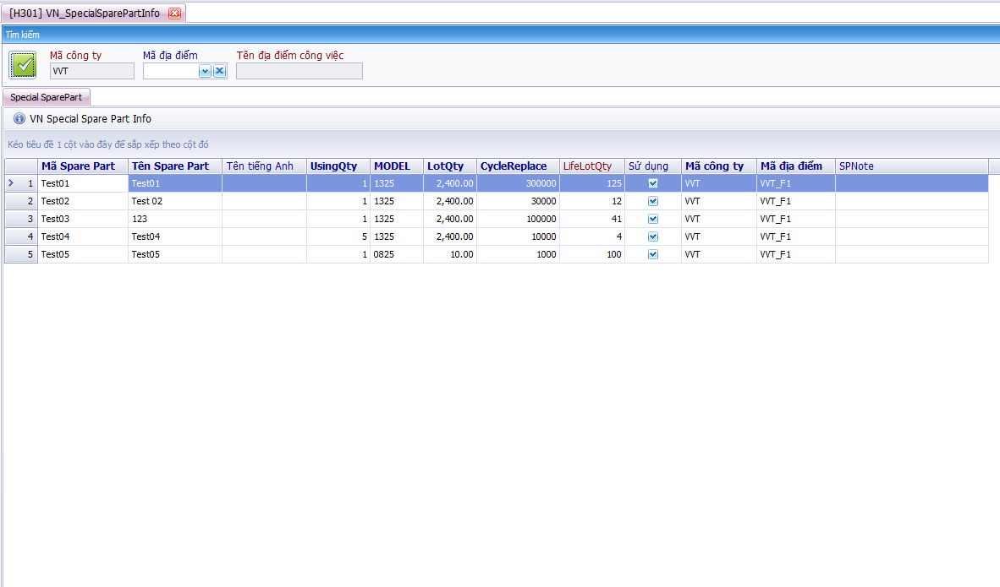 [H301] VN_SpecialSparePartInfo
Tìm kiếm
Mã công ty Mã địa điểm Tên địa điểm công việc
VVT
Special SparePart
VN Special Spare Part Info
Kéo tiêu đề 1 cột vào đây để sắp xếp theo cột đó
Mã Spare Part Tên Spare Part Tên tiếng Anh UsingQty MODEL LotQty CycleReplace LifeLotQty Sử dụng Mã công ty Mã địa điểm SPNote
1 Test01 Test01 1 1325 2,400.00 300000 125 VVT VVT_F1
2 Test02 Test 02 1 1325 2,400.00 30000 12 VVT VVT_F1
3 Test03 123 1 1325 2,400.00 100000 41 VVT VVT_F1
4 Test04 Test04 5 1325 2,400.00 10000 4 VVT VVT_F1
5 Test05 Test05 1 0825 10.00 1000 100 VVT VVT_F1